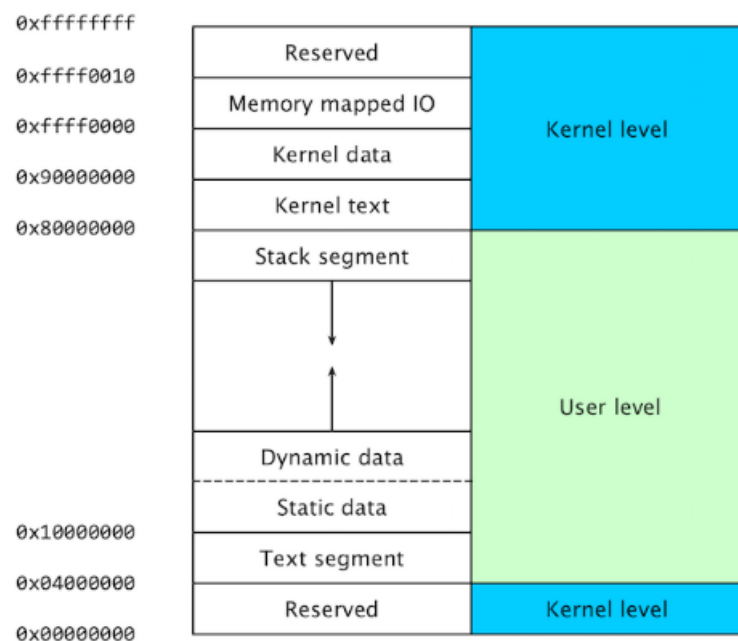 0xffffffff
Reserved
0xffff0010
Memory mapped IO
0xffff0000
Kernel level
Kernel data
0x90000000
Kernel text
0x80000000
Stack segment
User level
Dynamic data
Static data
0x10000000
Text segment
0x04000000
Reserved
Kernel level
0x00000000